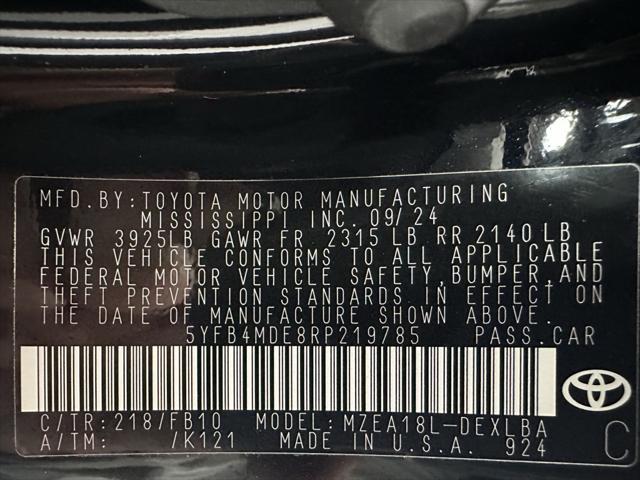 MFD. BY: TOYOTA MOTOR MANUFACTURING
MISSISSIPPI INC. 09/24
GVWR 3925LB GAWR FR 2315 LB RR 2140 LB
THIS VEHICLE CONFORMS TO ALL APPLICABLE
FEDERAL MOTOR VEHICLE SAFETY, BUMPER, AND
THEFT PREVENTION STANDARDS IN EFFECT ON
THE DATE OF MANUFACTURE SHOWN ABOVE.
5YFB4MDE8RP219785 PASS. CAR
C/TR: 218/FB10 MODEL: MZEA18L-DEXLBA
A/TM: /K121 MADE IN U.S.A. 924
C